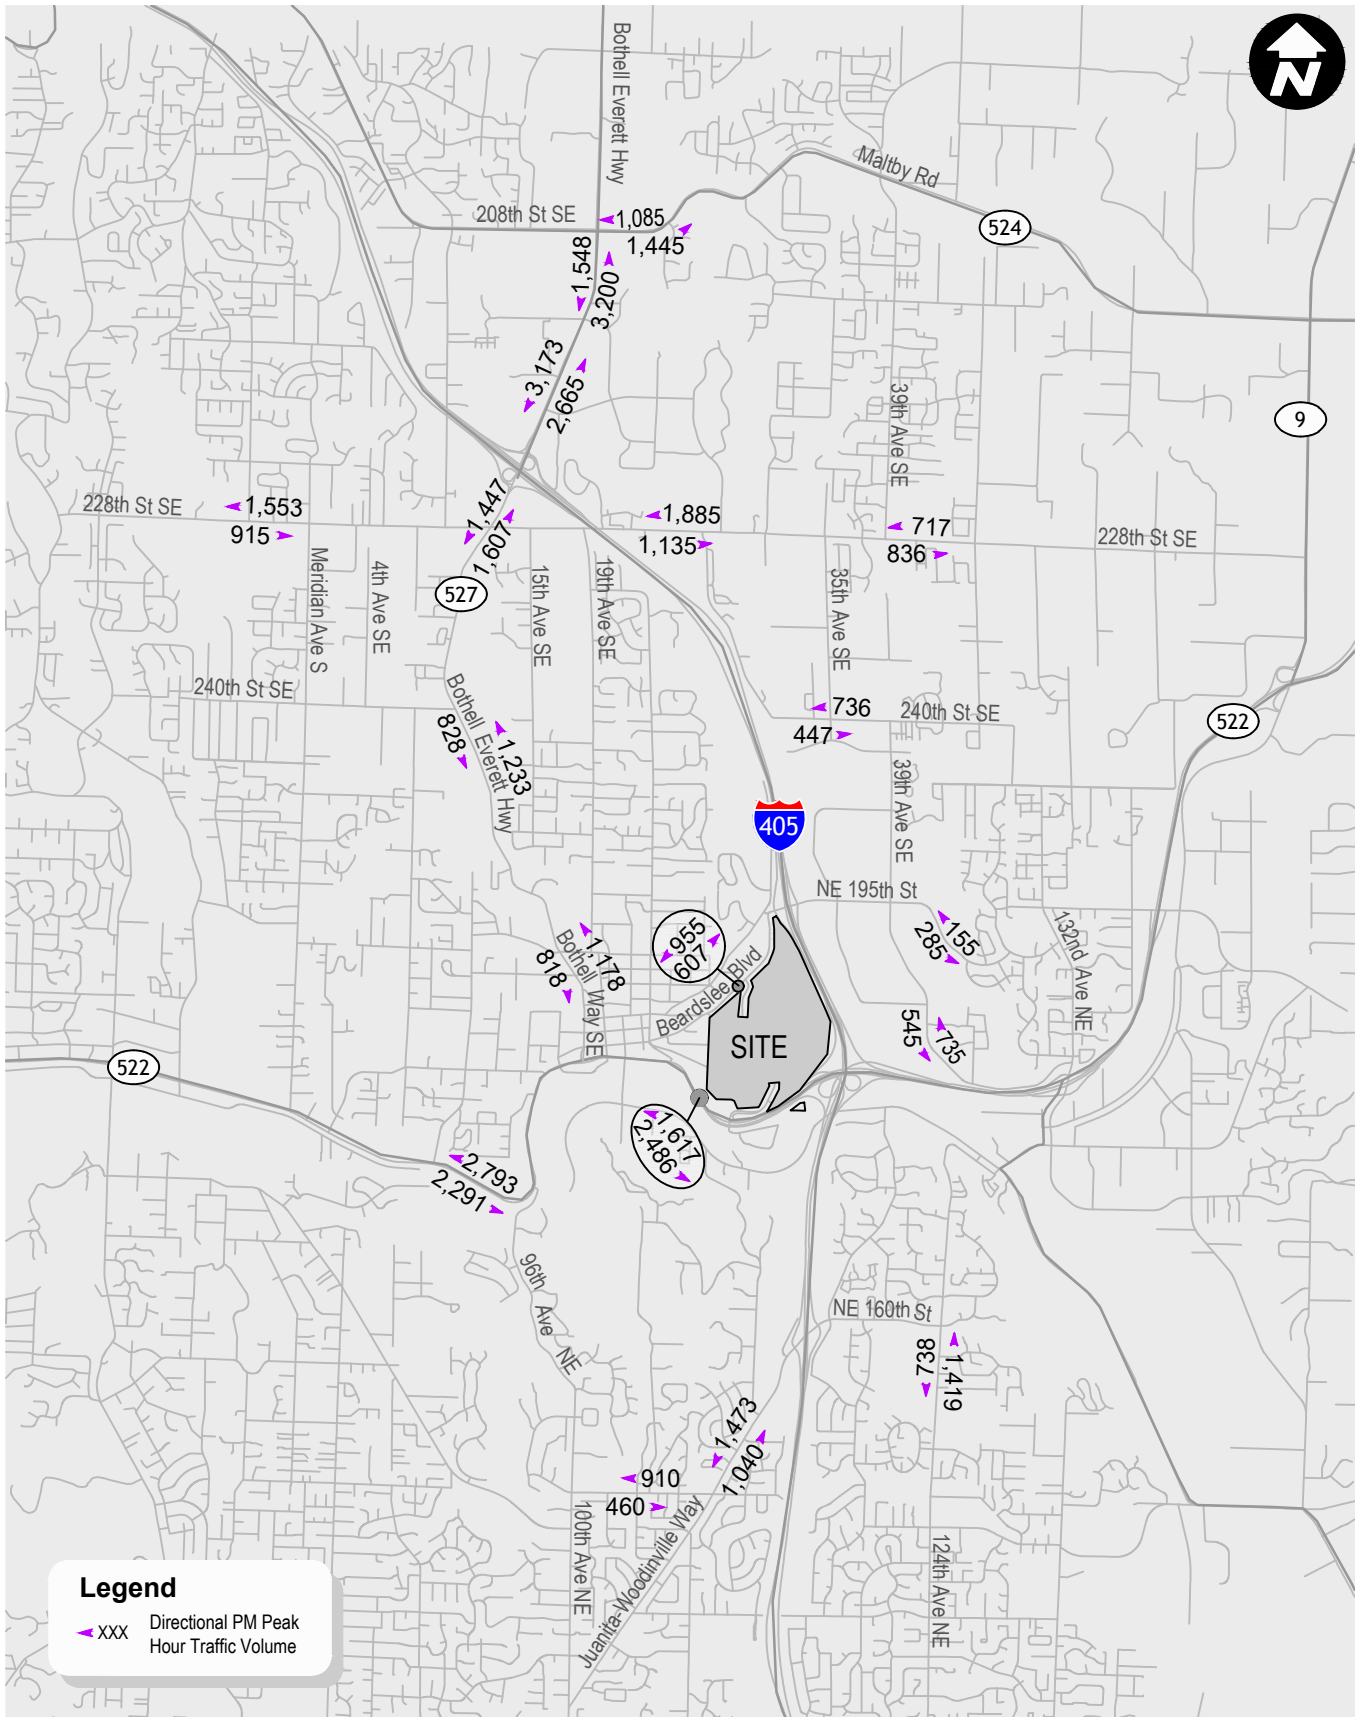 N
Bothell Everett Hwy
Maltby Rd
208th St SE
1,085
1,445
524
1,548
3,200
3,173
2,665
39th Ave SE
9
228th St SE
1,553
915
1,447
1,607
1,885
1,135
717
836
228th St SE
527
Meridian Ave S
4th Ave SE
15th Ave SE
19th Ave SE
35th Ave SE
240th St SE
Bothell Everett Hwy
828
1,233
736
447
240th St SE
522
39th Ave SE
405
NE 195th St
155
285
132nd Ave NE
955
607
Beardslee Blvd
1,178
818
Bothell Way SE
SITE
545
735
522
1,617
2,486
2,793
2,291
96th Ave NE
NE 160th St
738
1,419
1,473
1,040
910
460
100th Ave NE
Juanita-Woodinville Way
124th Ave NE
Legend
XXX Directional PM Peak
Hour Traffic Volume